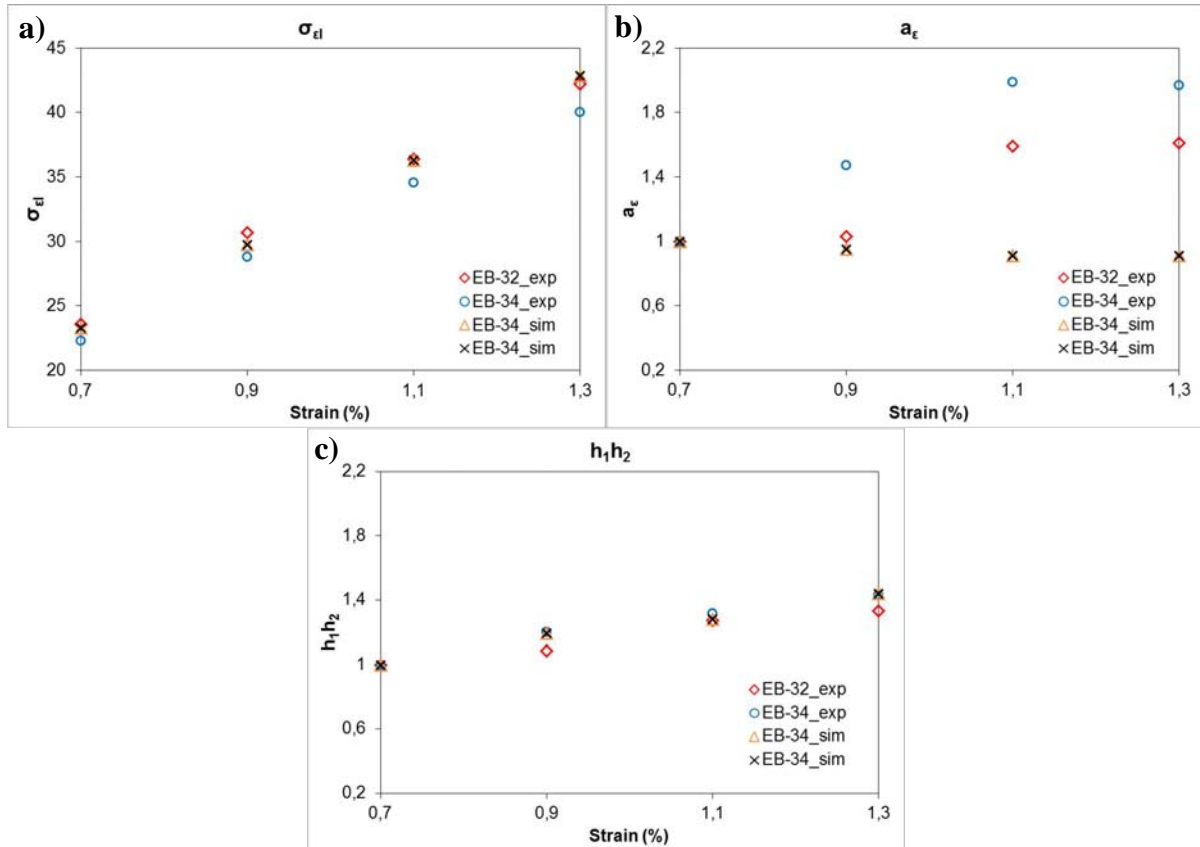 a)
σεl
45
40
35
30
25
20
σεl
0,7
0,9
1,1
1,3
Strain (%)
EB-32_exp
EB-34_exp
EB-34_sim
EB-34_sim
b)
aε
2,2
1,8
1,4
1
0,6
0,2
aε
0,7
0,9
1,1
1,3
Strain (%)
EB-32_exp
EB-34_exp
EB-34_sim
EB-34_sim
c)
h₁h₂
2,2
1,8
1,4
1
0,6
0,2
h₁h₂
0,7
0,9
1,1
1,3
Strain (%)
EB-32_exp
EB-34_exp
EB-34_sim
EB-34_sim